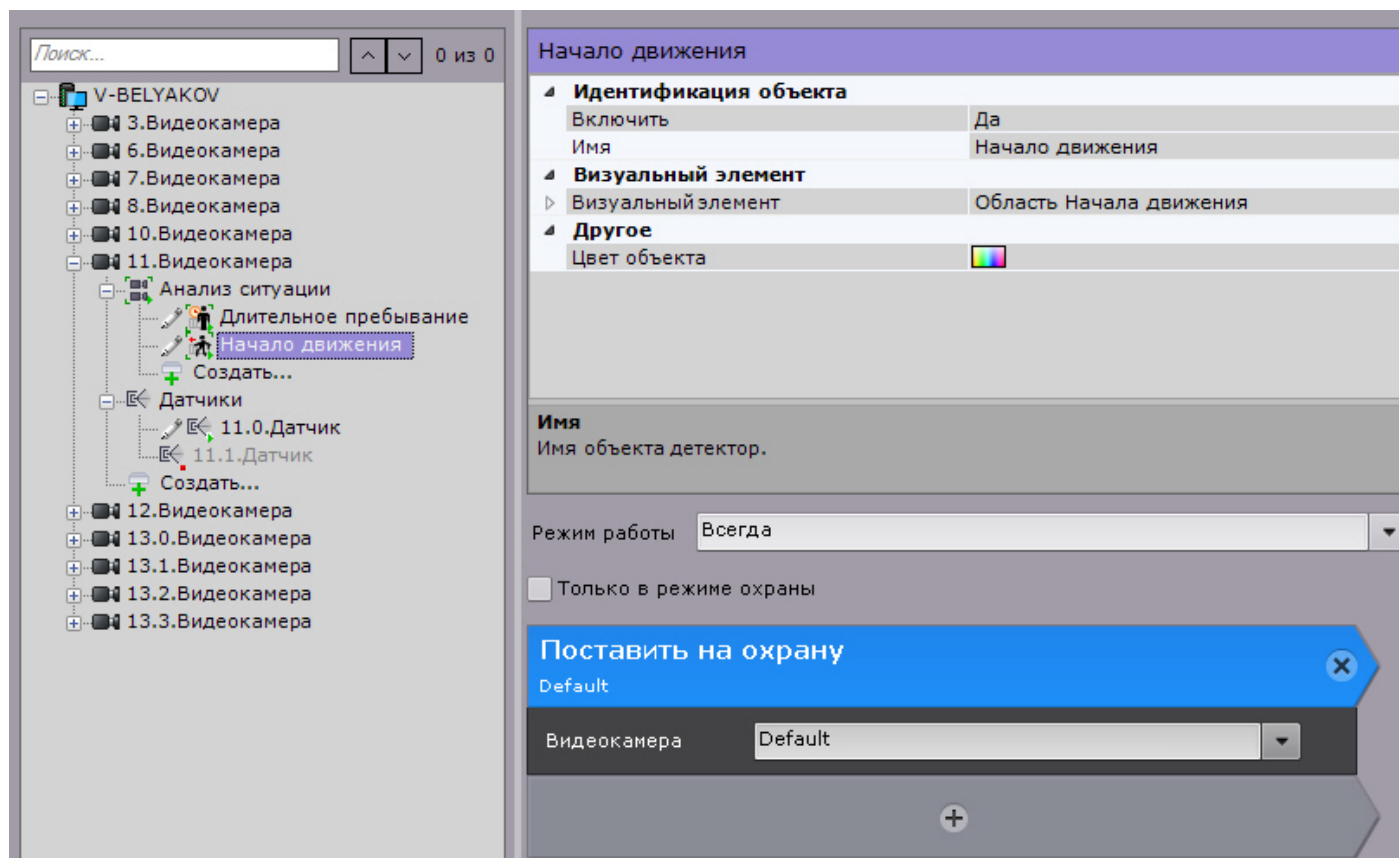 Поиск...
0 из 0
V-BELYAKOV
3.Видеокамера
6.Видеокамера
7.Видеокамера
8.Видеокамера
10.Видеокамера
11.Видеокамера
Анализ ситуации
Длительное пребывание
Начало движения
Создать...
Датчики
11.0.Датчик
11.1.Датчик
Создать...
12.Видеокамера
13.0.Видеокамера
13.1.Видеокамера
13.2.Видеокамера
13.3.Видеокамера
Начало движения
Идентификация объекта
Включить Да
Имя Начало движения
Визуальный элемент
Визуальный элемент Область Начала движения
Другое
Цвет объекта
Имя
Имя объекта детектор.
Режим работы Всегда
Только в режиме охраны
Поставить на охрану
Default
Видеокамера Default